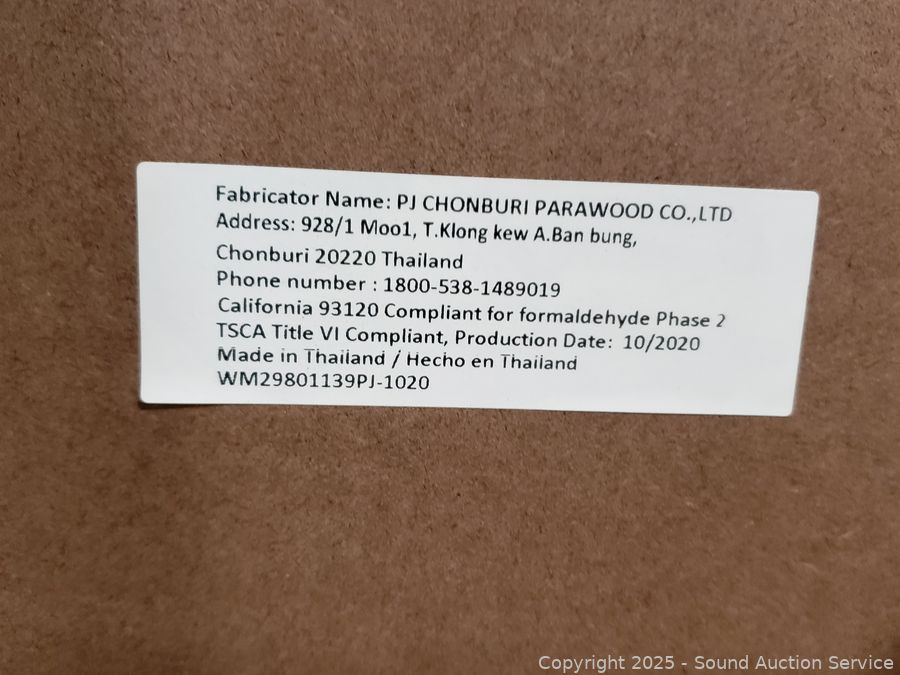 Fabricator Name: PJ CHONBURI PARAWOOD CO.,LTD
Address: 928/1 Moo1, T.Klong kew A.Ban bung,
Chonburi 20220 Thailand
Phone number : 1800-538-1489019
California 93120 Compliant for formaldehyde Phase 2
TSCA Title VI Compliant, Production Date: 10/2020
Made in Thailand / Hecho en Thailand
WM29801139PJ-1020
Copyright 2025 - Sound Auction Service